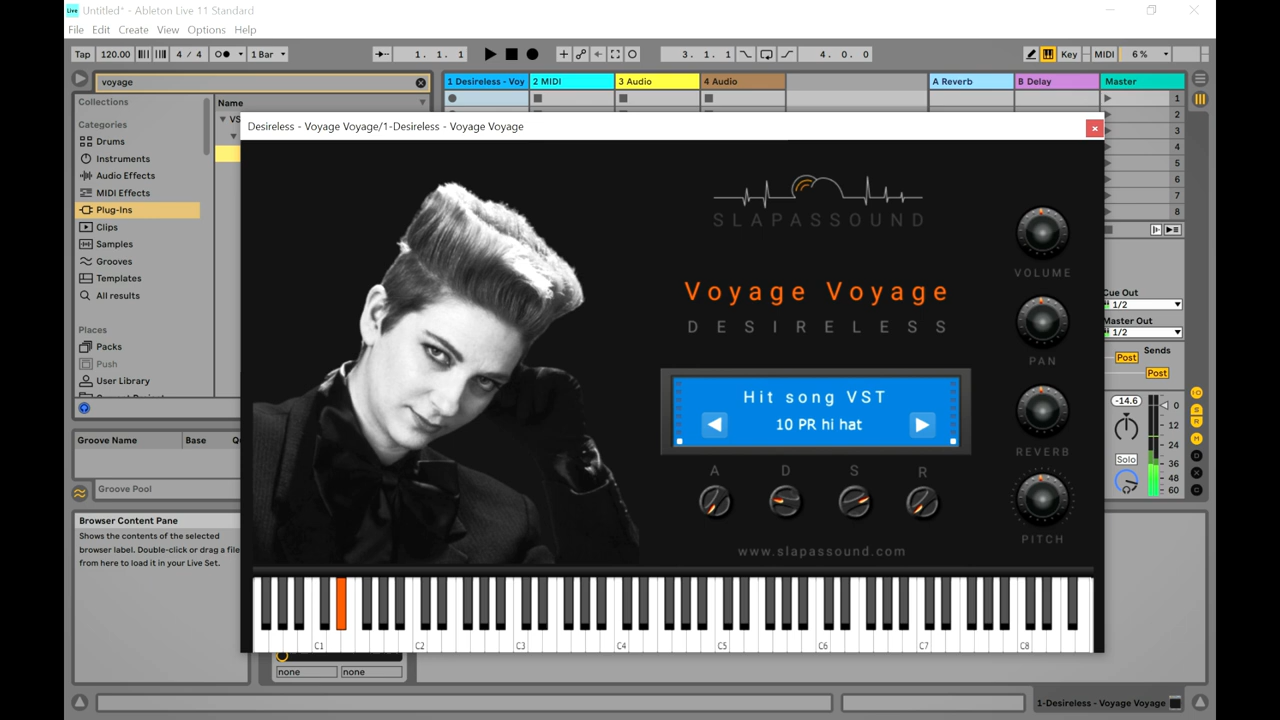 Live Untitled* - Ableton Live 11 Standard
File Edit Create View Options Help
Tap 120.00 4 / 4 1 Bar 1. 1. 1 3. 1. 1 4. 0. 0 Key MIDI 6 %
voyage
1 Desireless - Voy 2 MIDI 3 Audio 4 Audio A Reverb B Delay Master
Collections
Name
Categories
Drums
Instruments
Audio Effects
MIDI Effects
Plug-Ins
Clips
Samples
Grooves
Templates
All results
Places
Packs
Push
User Library
VS
1
2
3
4
5
6
7
8
Desireless - Voyage Voyage/1-Desireless - Voyage Voyage
SLAPASSOUND
Voyage Voyage
DESIRELESS
Hit song VST
10 PR hi hat
A D S R
www.slapassound.com
VOLUME
PAN
REVERB
PITCH
C1 C2 C3 C4 C5 C6 C7 C8
Cue Out
1/2
Master Out
1/2
Sends
Post
Post
-14.6
Solo
0
12
24
36
48
60
Groove Name Base
Groove Pool
Browser Content Pane
Shows the contents of the selected
browser label. Double-click or drag a file
from here to load it in your Live Set.
none none
1-Desireless - Voyage Voyage